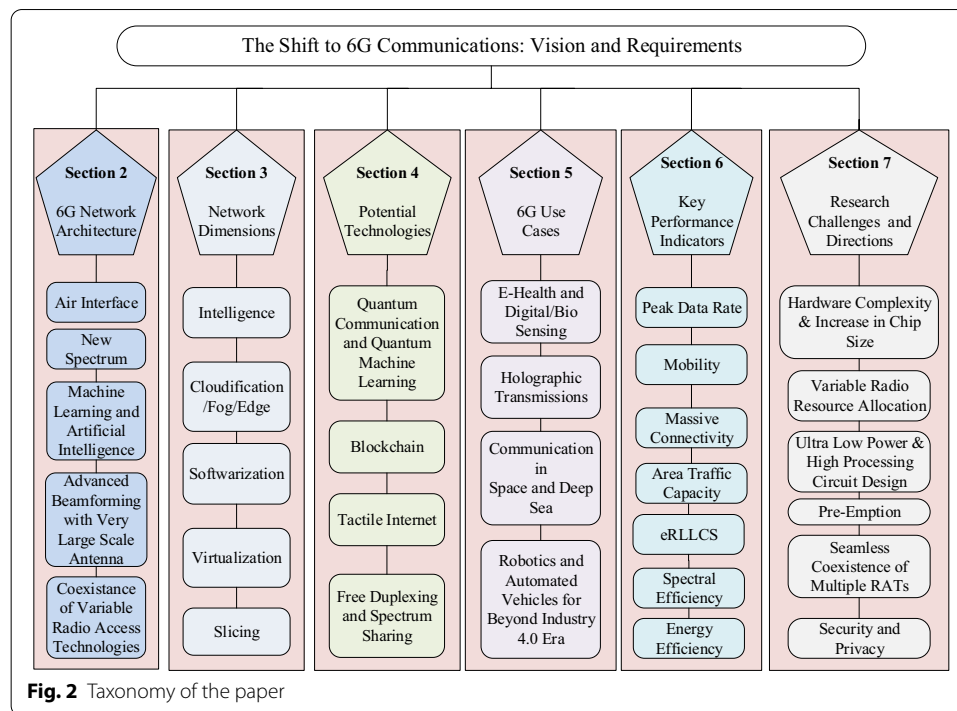 The Shift to 6G Communications: Vision and Requirements
Section 2
6G Network
Architecture
Air Interface
New
Spectrum
Machine
Learning and
Artificial
Intelligence
Advanced
Beamforming
with Very
Large Scale
Antenna
Coexistance of
Variable
Radio Access
Technologies
Section 3
Network
Dimensions
Intelligence
Cloudification
/Fog/Edge
Softwarization
Virtualization
Slicing
Section 4
Potential
Technologies
Quantum
Communication
and Quantum
Machine
Learning
Blockchain
Tactile Internet
Free Duplexing
and Spectrum
Sharing
Section 5
6G Use
Cases
E-Health and
Digital/Bio
Sensing
Holographic
Transmissions
Communication
in
Space and Deep
Sea
Robotics and
Automated
Vehicles for
Beyond Industry
4.0 Era
Section 6
Key
Performance
Indicators
Peak Data Rate
Mobility
Massive
Connectivity
Area Traffic
Capacity
eRLLCS
Spectral
Efficiency
Energy
Efficiency
Section 7
Research
Challenges and
Directions
Hardware Complexity
& Increase in Chip
Size
Variable Radio
Resource Allocation
Ultra Low Power &
High Processing
Circuit Design
Pre-Emption
Seamless
Coexistence of
Multiple RATs
Security and
Privacy
Fig. 2 Taxonomy of the paper